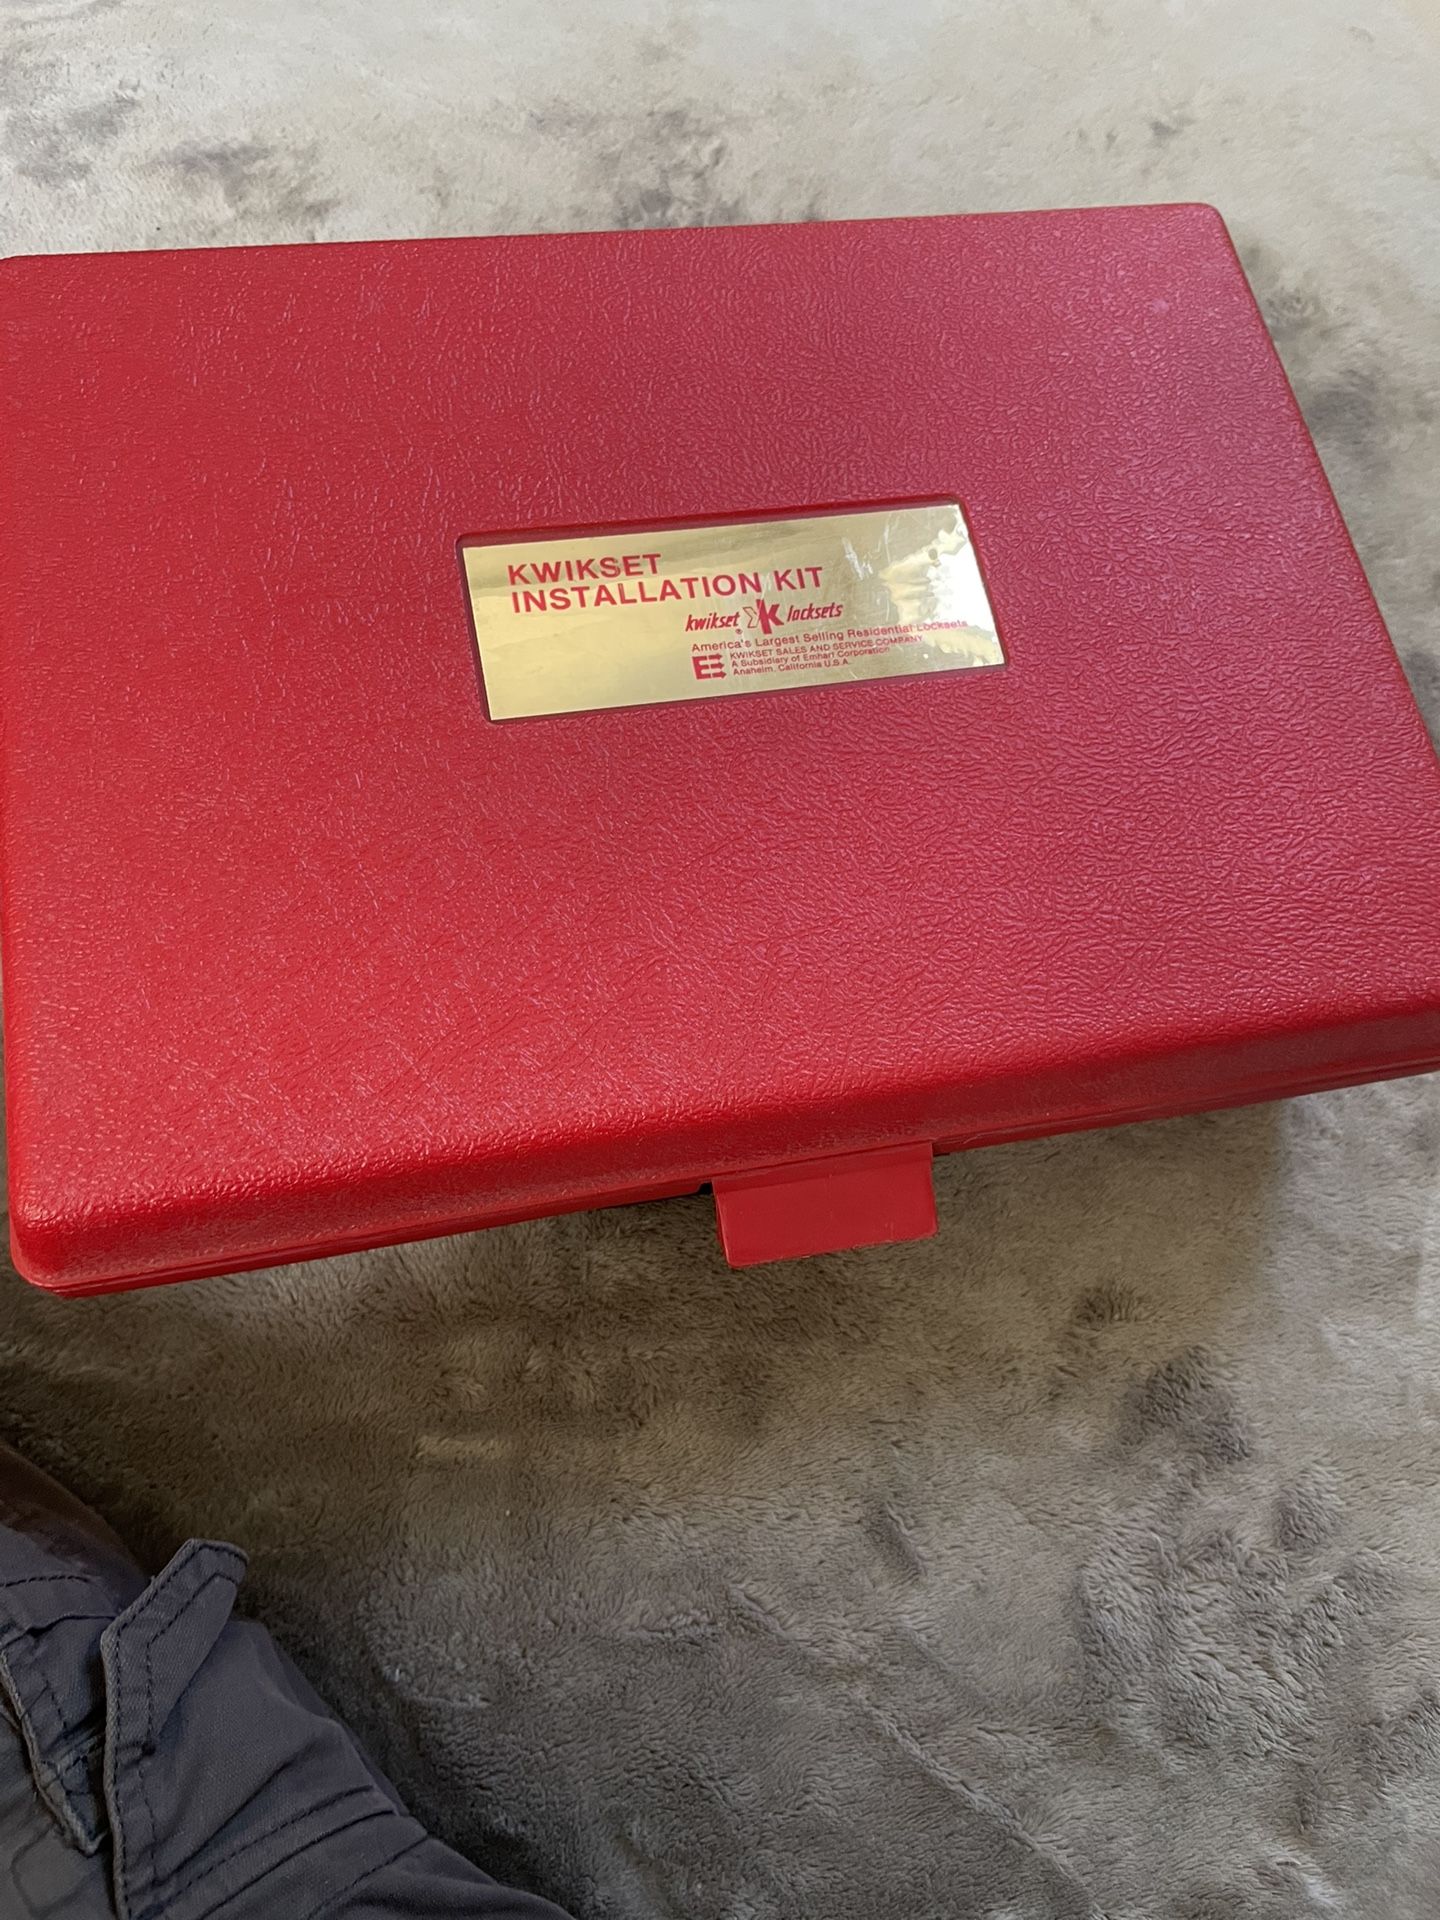 KWIKSET
INSTALLATION KIT
kwikset K locksets
®
America's Largest Selling Residential Locksets
E KWIKSET SALES AND SERVICE COMPANY
A Subsidiary of Emhart Corporation
Anaheim, California U.S.A.